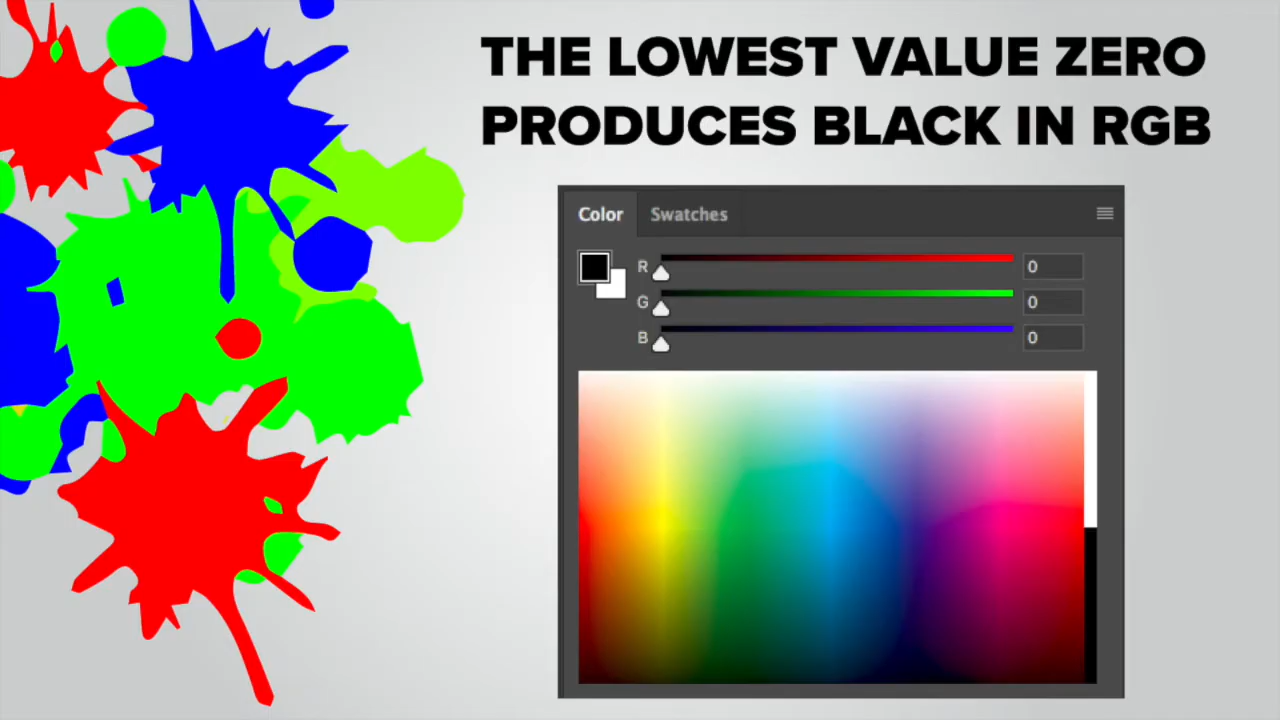 THE LOWEST VALUE ZERO
PRODUCES BLACK IN RGB
Color Swatches
R 0
G 0
B 0